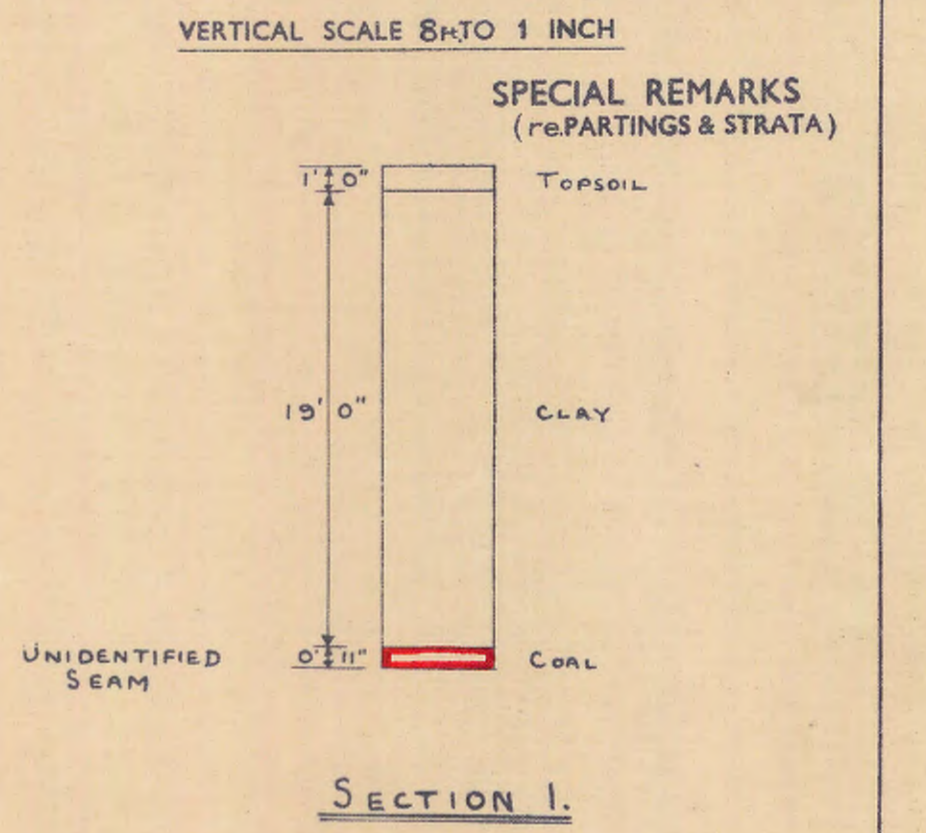 VERTICAL SCALE 8Ft.TO 1 INCH
SPECIAL REMARKS
(re.PARTINGS & STRATA)
1' 0" TOPSOIL
19' 0" CLAY
UNIDENTIFIED SEAM 0' 11" COAL
SECTION 1.